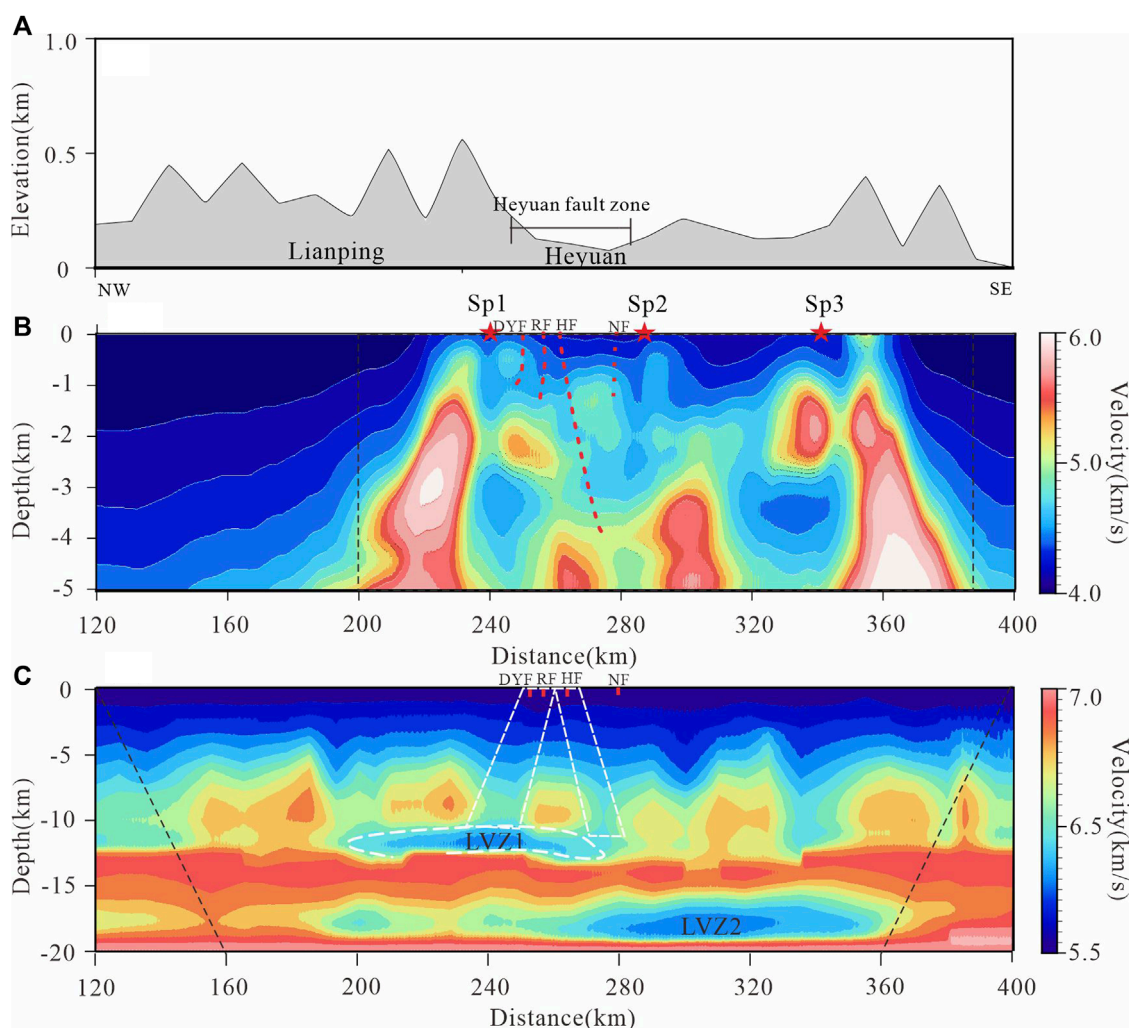 A
1.0
Elevation(km)
0.5
Heyuan fault zone
Lianping
Heyuan
0
NW
SE
Sp1
Sp2
Sp3
B
DYF
RF
HF
NF
0
-1
-2
-3
-4
-5
Depth(km)
6.0
5.0
4.0
Velocity(km/s)
120
160
200
240
280
320
360
400
Distance(km)
C
DYF
RF
HF
NF
0
-5
-10
-15
-20
Depth(km)
LVZ1
LVZ2
7.0
6.5
5.5
Velocity(km/s)
120
160
200
240
280
320
360
400
Distance(km)